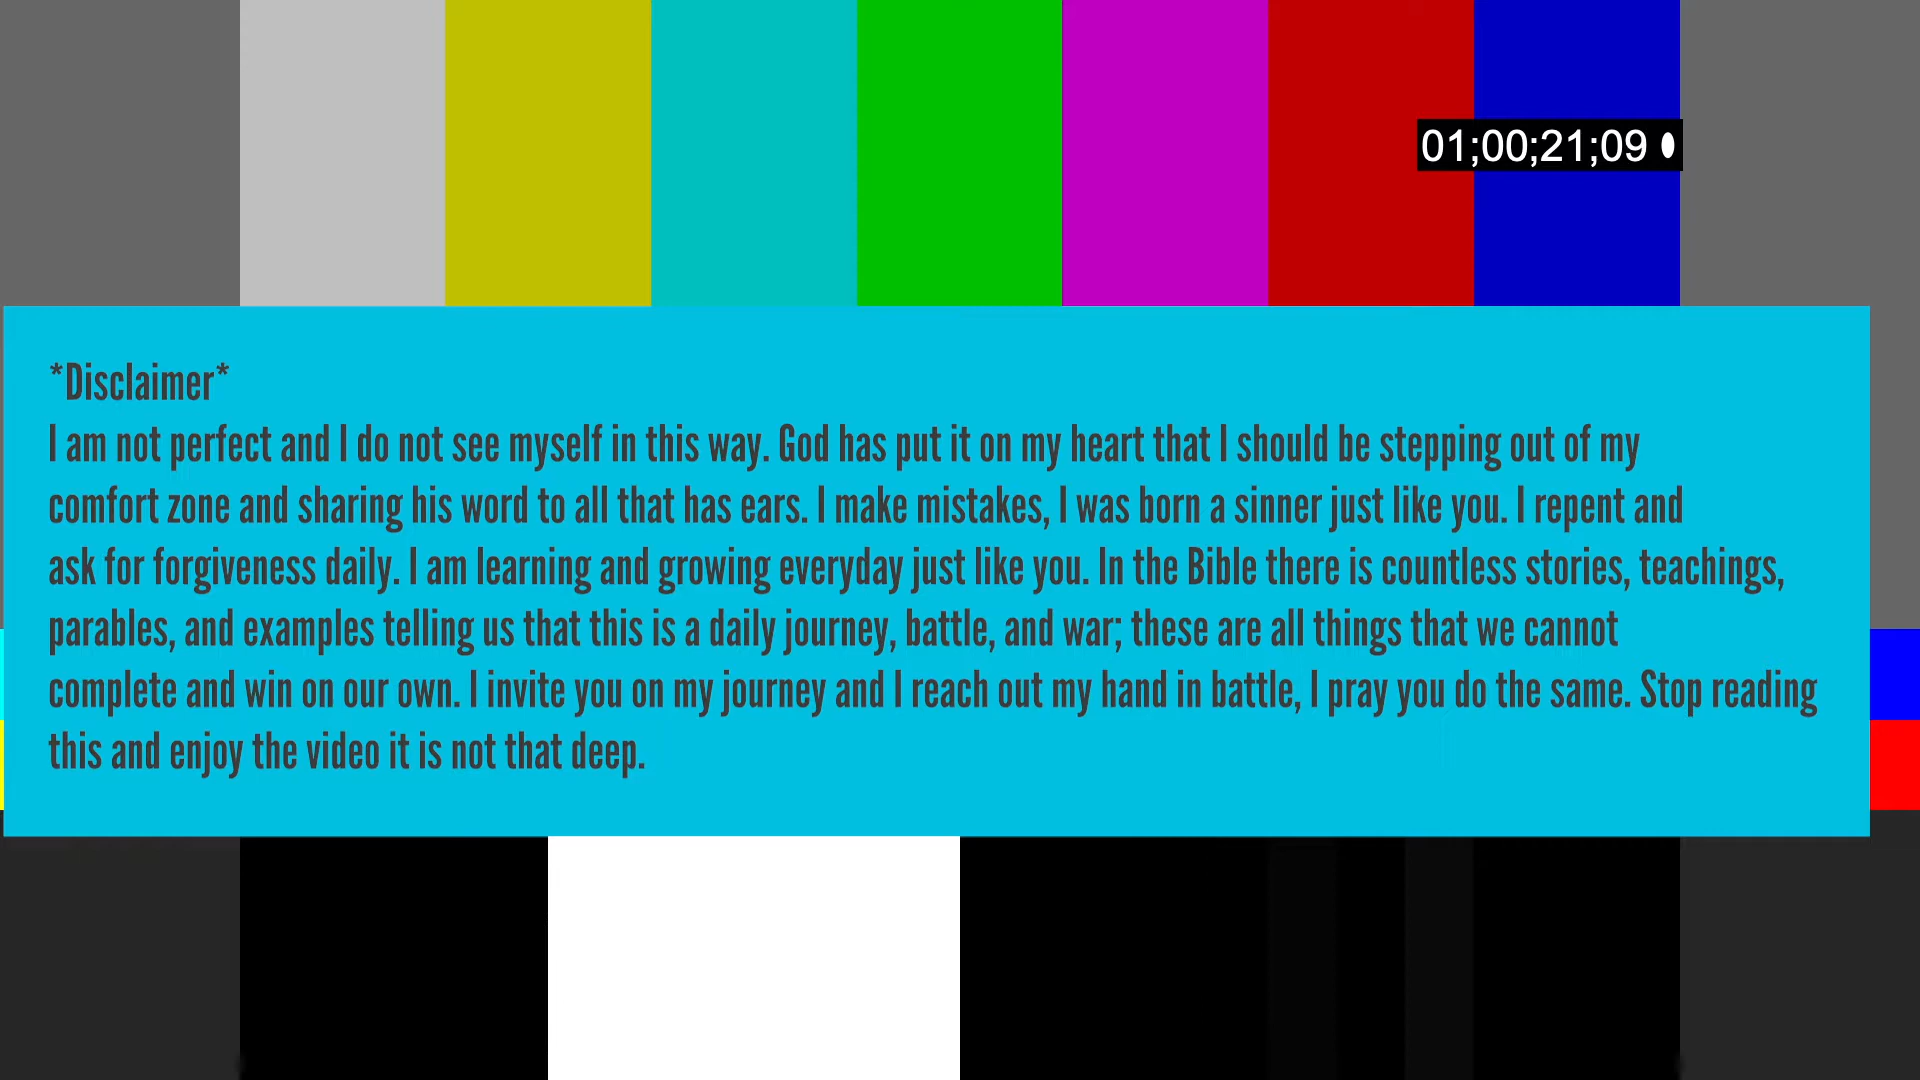 01;00;21;09
*Disclaimer*
I am not perfect and I do not see myself in this way. God has put it on my heart that I should be stepping out of my
comfort zone and sharing his word to all that has ears. I make mistakes, I was born a sinner just like you. I repent and
ask for forgiveness daily. I am learning and growing everyday just like you. In the Bible there is countless stories, teachings,
parables, and examples telling us that this is a daily journey, battle, and war; these are all things that we cannot
complete and win on our own. I invite you on my journey and I reach out my hand in battle, I pray you do the same. Stop reading
this and enjoy the video it is not that deep.